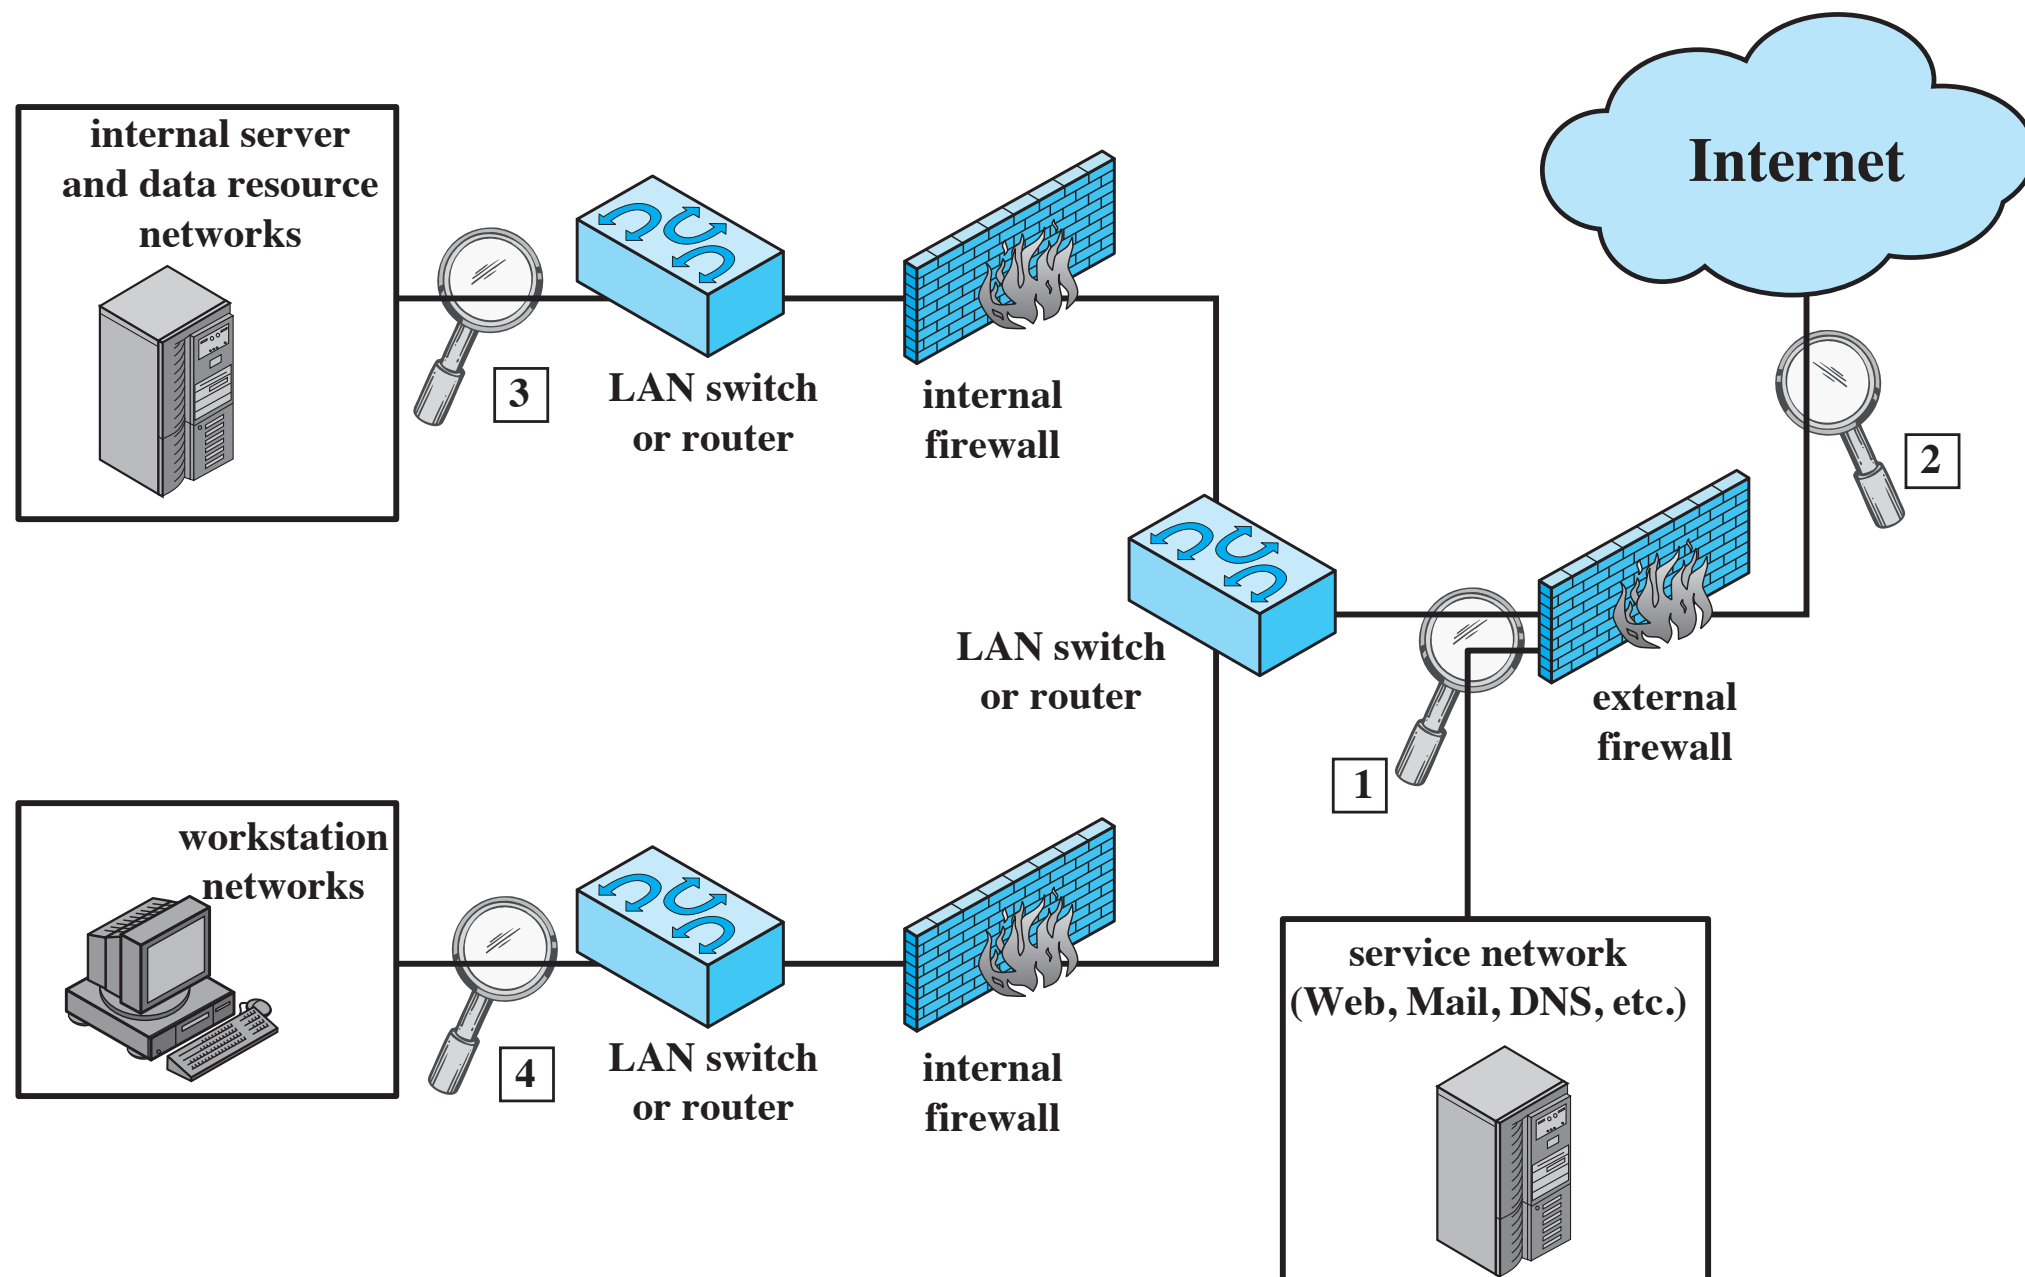 Internet
internal server
and data resource
networks
3
LAN switch
or router
internal
firewall
2
LAN switch
or router
external
firewall
1
workstation
networks
4
LAN switch
or router
internal
firewall
service network
(Web, Mail, DNS, etc.)